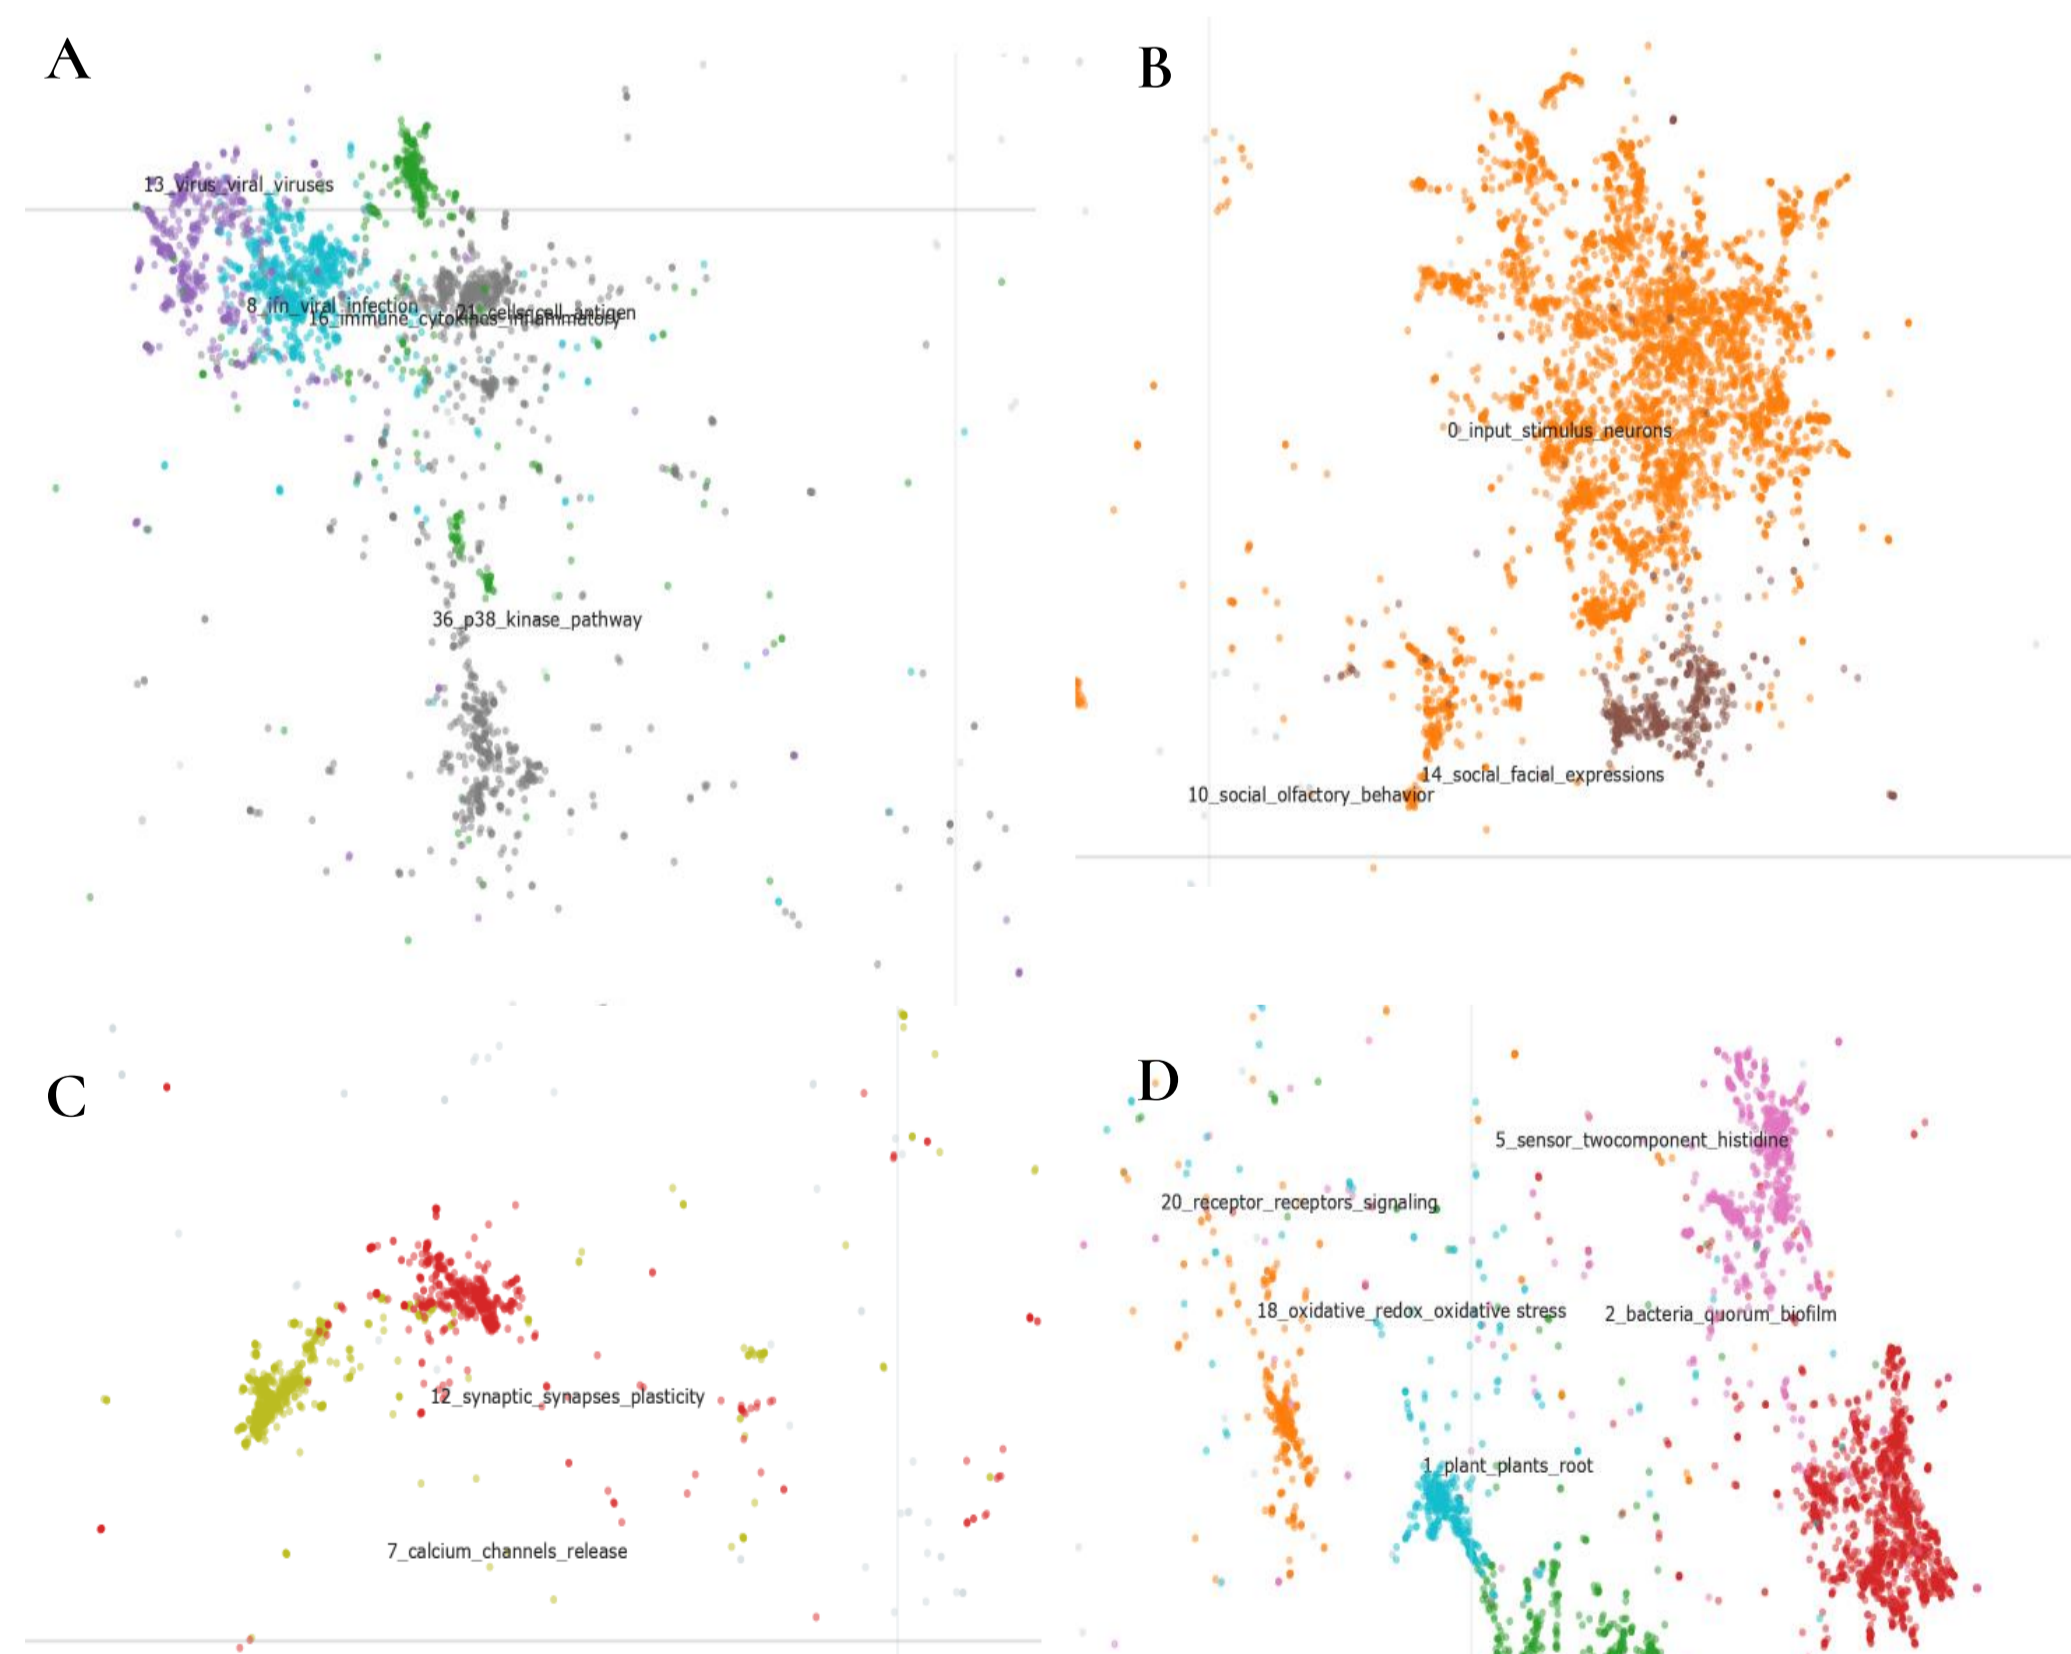 A
B
13_virus_viral_viruses
8_ifn_viral_infection
21_cells_cell_antigen
16_immune_cytokines_inflammatory
36_p38_kinase_pathway
0_input_stimulus_neurons
14_social_facial_expressions
10_social_olfactory_behavior
C
D
12_synaptic_synapses_plasticity
7_calcium_channels_release
5_sensor_twocomponent_histidine
20_receptor_receptors_signaling
18_oxidative_redox_oxidative stress
2_bacteria_quorum_biofilm
1_plant_plants_root